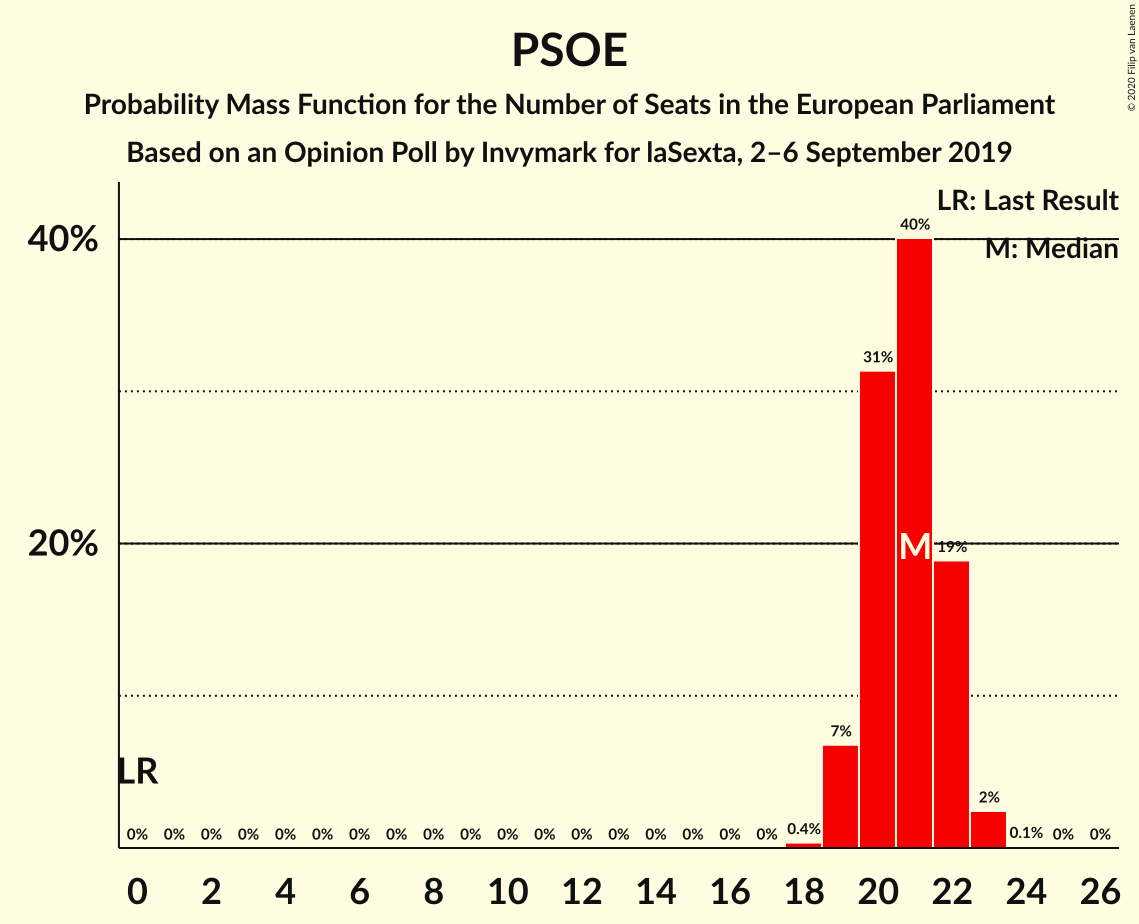 PSOE
Probability Mass Function for the Number of Seats in the European Parliament
Based on an Opinion Poll by Invymark for laSexta, 2–6 September 2019
© 2020 Filip van Laenen
LR: Last Result
M: Median
40%
20%
40%
31%
M
19%
7%
LR
2%
0% 0% 0% 0% 0% 0% 0% 0% 0% 0% 0% 0% 0% 0% 0% 0% 0% 0% 0.4% 0.1% 0% 0%
0 2 4 6 8 10 12 14 16 18 20 22 24 26